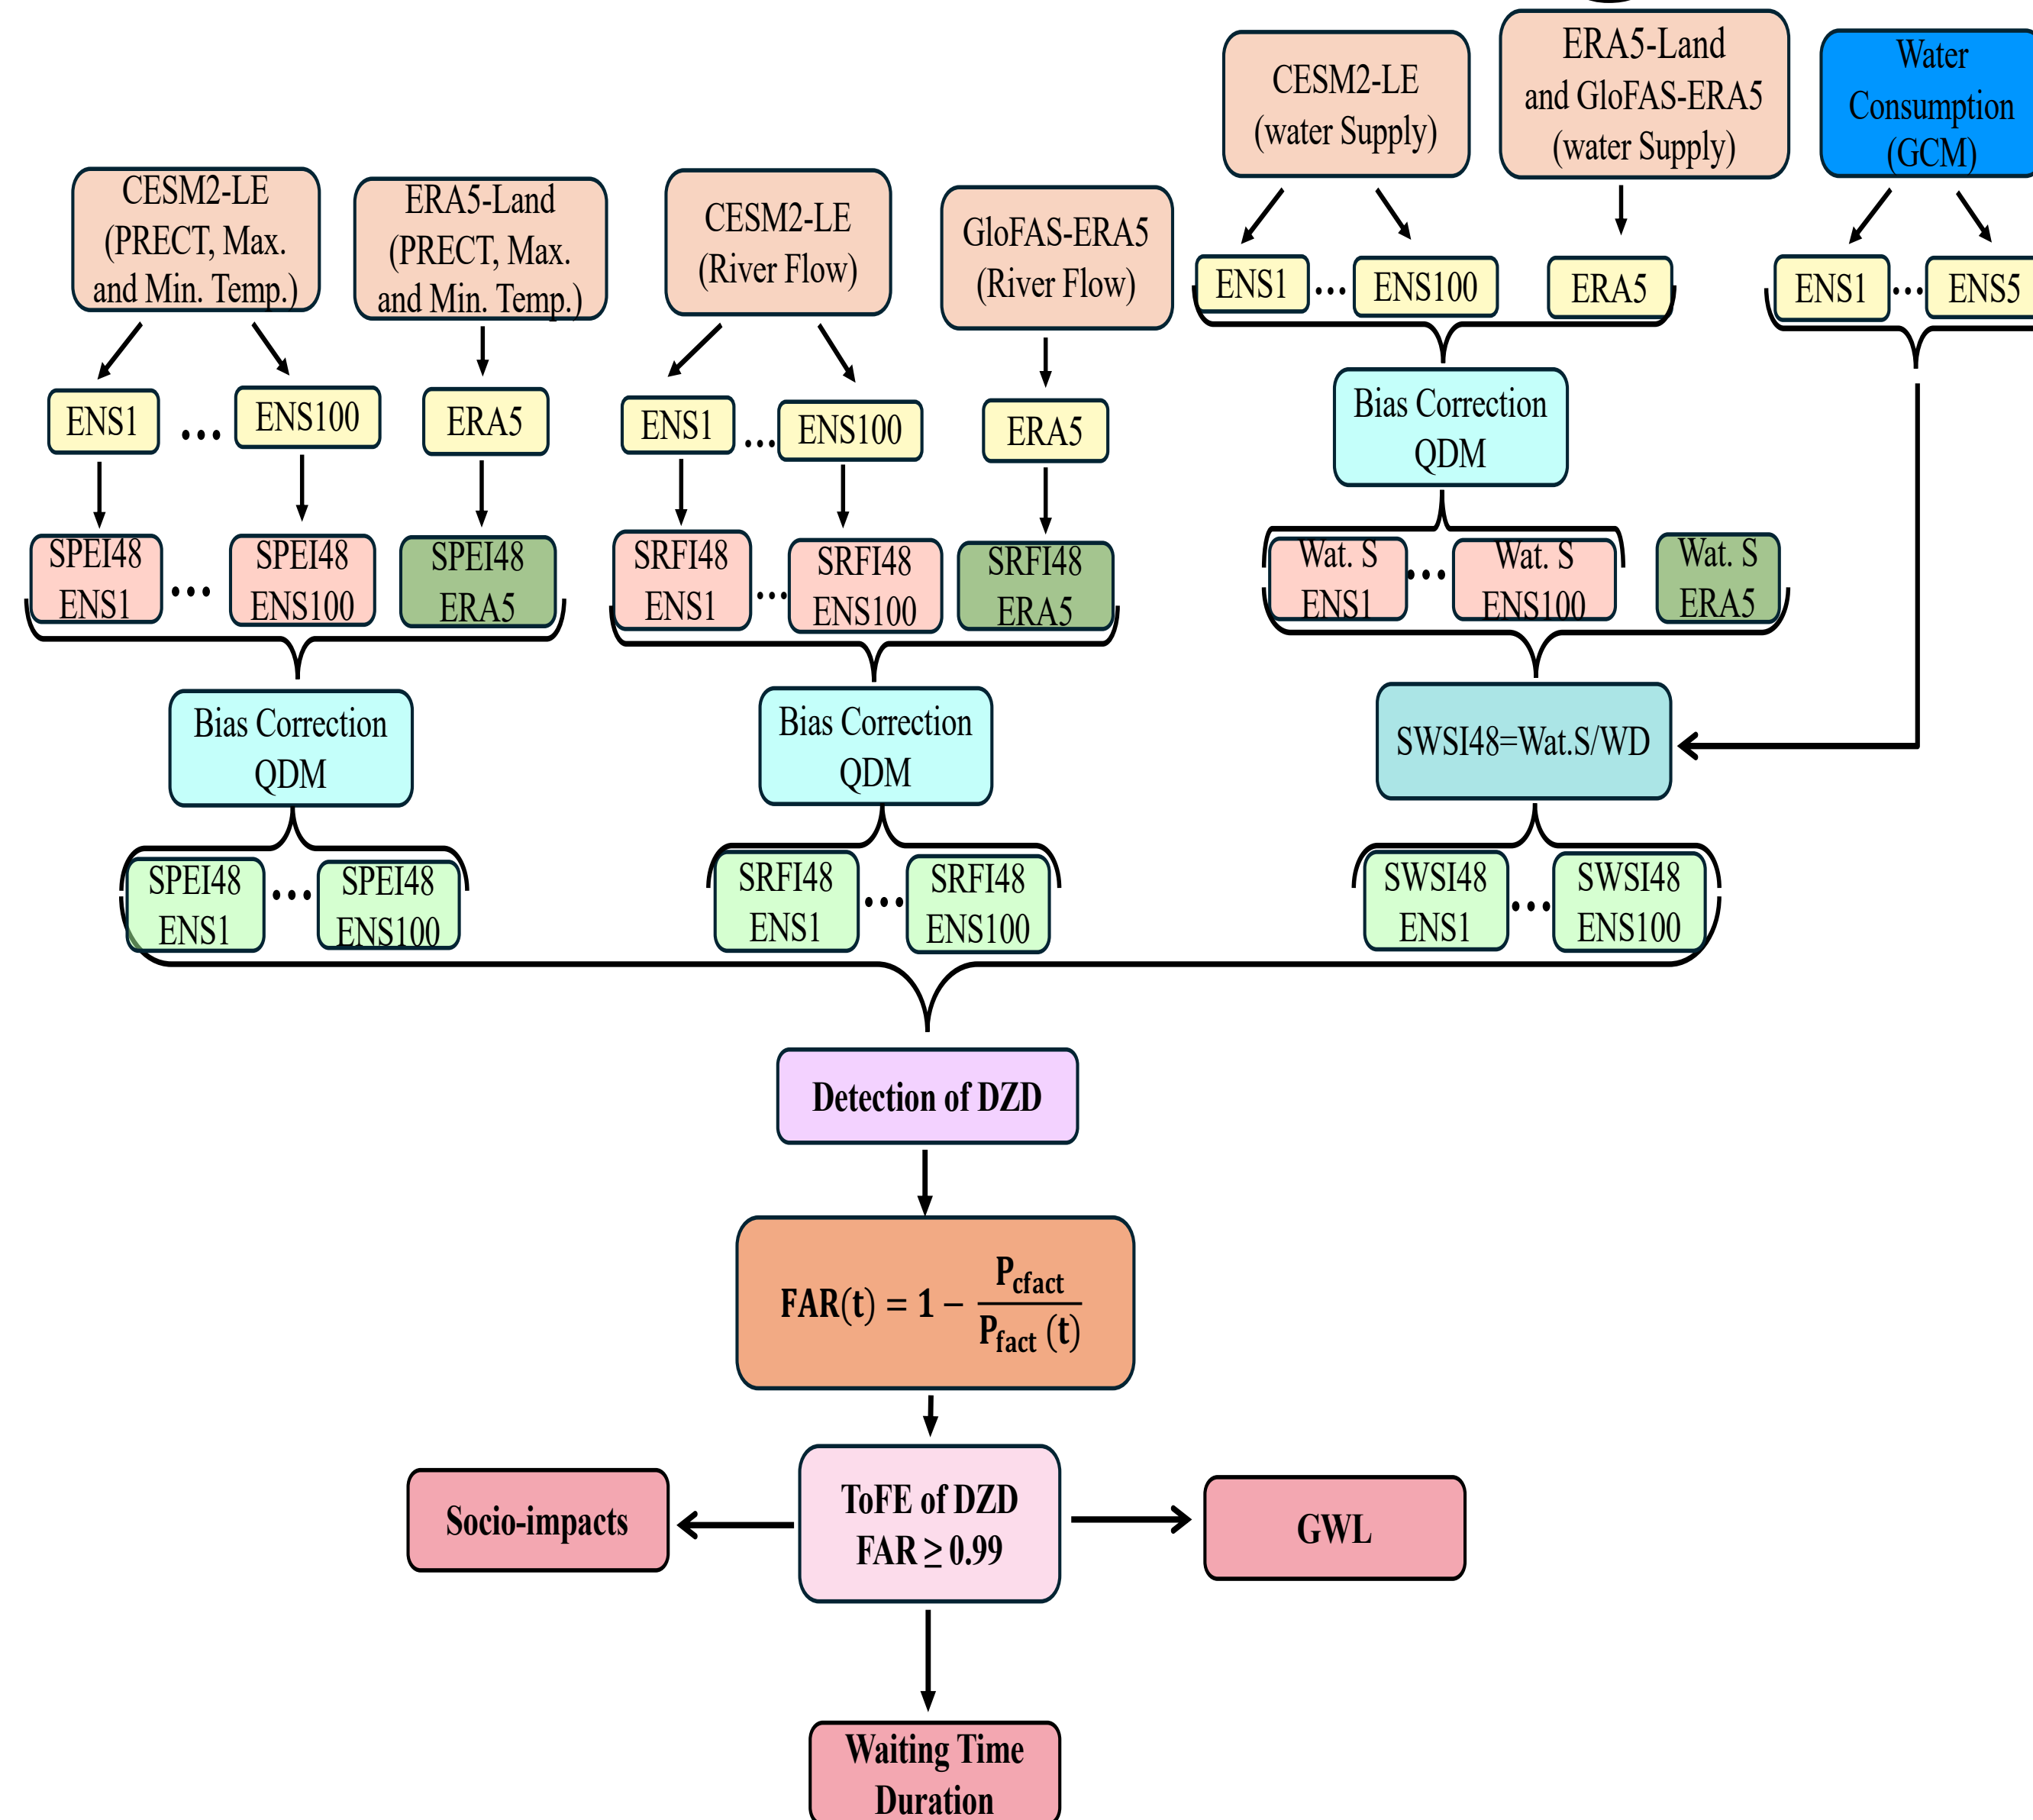 CESM2-LE
(PRECT, Max.
and Min. Temp.)
ERA5-Land
(PRECT, Max.
and Min. Temp.)
CESM2-LE
(River Flow)
GloFAS-ERA5
(River Flow)
CESM2-LE
(water Supply)
ERA5-Land
and GloFAS-ERA5
(water Supply)
Water
Consumption
(GCM)
ENS1
...
ENS100
ERA5
ENS1
...
ENS100
ERA5
ENS1
...
ENS100
ERA5
ENS1
...
ENS5
SPEI48
ENS1
...
SPEI48
ENS100
SPEI48
ERA5
SRFI48
ENS1
...
SRFI48
ENS100
SRFI48
ERA5
Bias Correction
QDM
Wat. S
ENS1
...
Wat. S
ENS100
Wat. S
ERA5
Bias Correction
QDM
Bias Correction
QDM
SWSI48=Wat.S/WD
SPEI48
ENS1
...
SPEI48
ENS100
SRFI48
ENS1
...
SRFI48
ENS100
SWSI48
ENS1
...
SWSI48
ENS100
Detection of DZD
FAR(t) = 1 − P_cfact / P_fact (t)
ToFE of DZD
FAR ≥ 0.99
Socio-impacts
GWL
Waiting Time
Duration